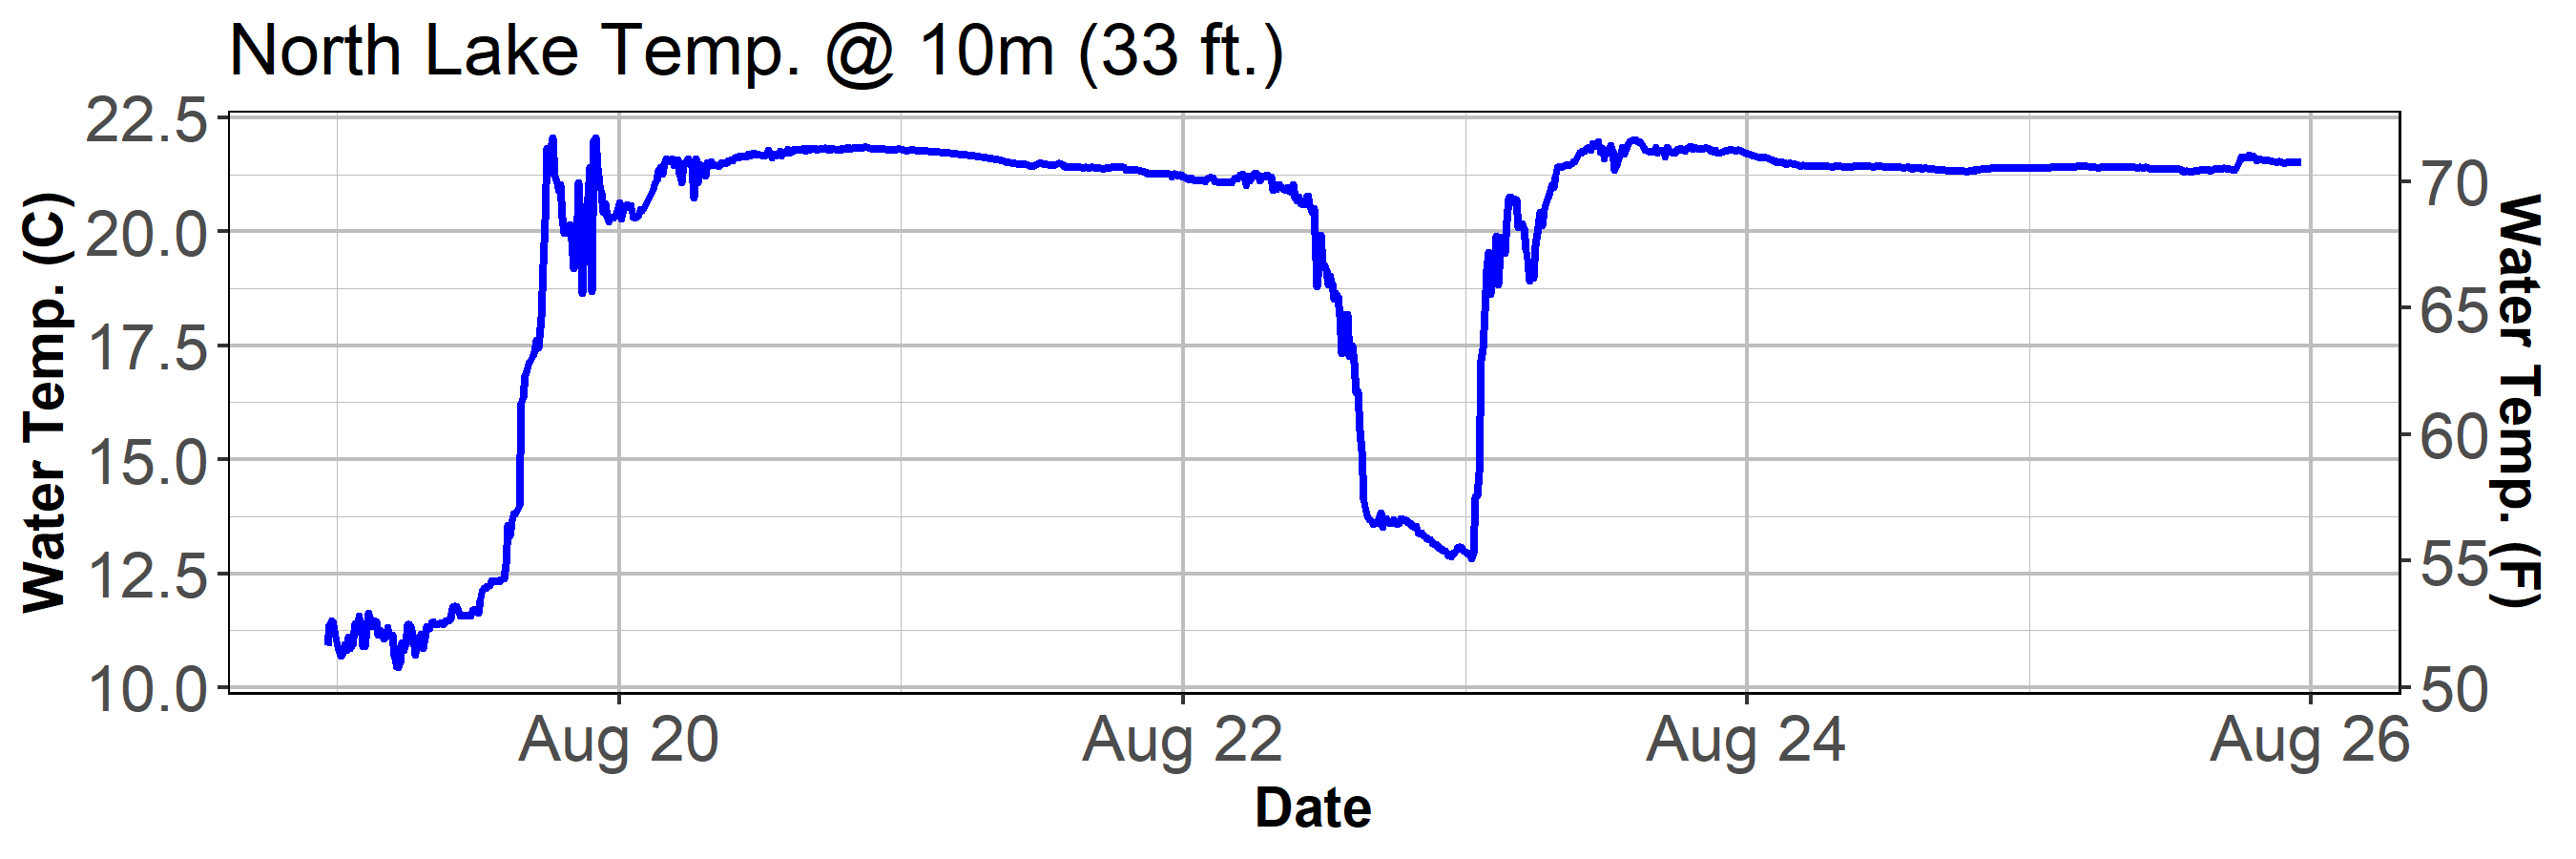 North Lake Temp. @ 10m (33 ft.)
Water Temp. (C)
22.5
20.0
17.5
15.0
12.5
10.0
70
65
60
55
50
Water Temp. (F)
Aug 20 Aug 22 Aug 24 Aug 26
Date